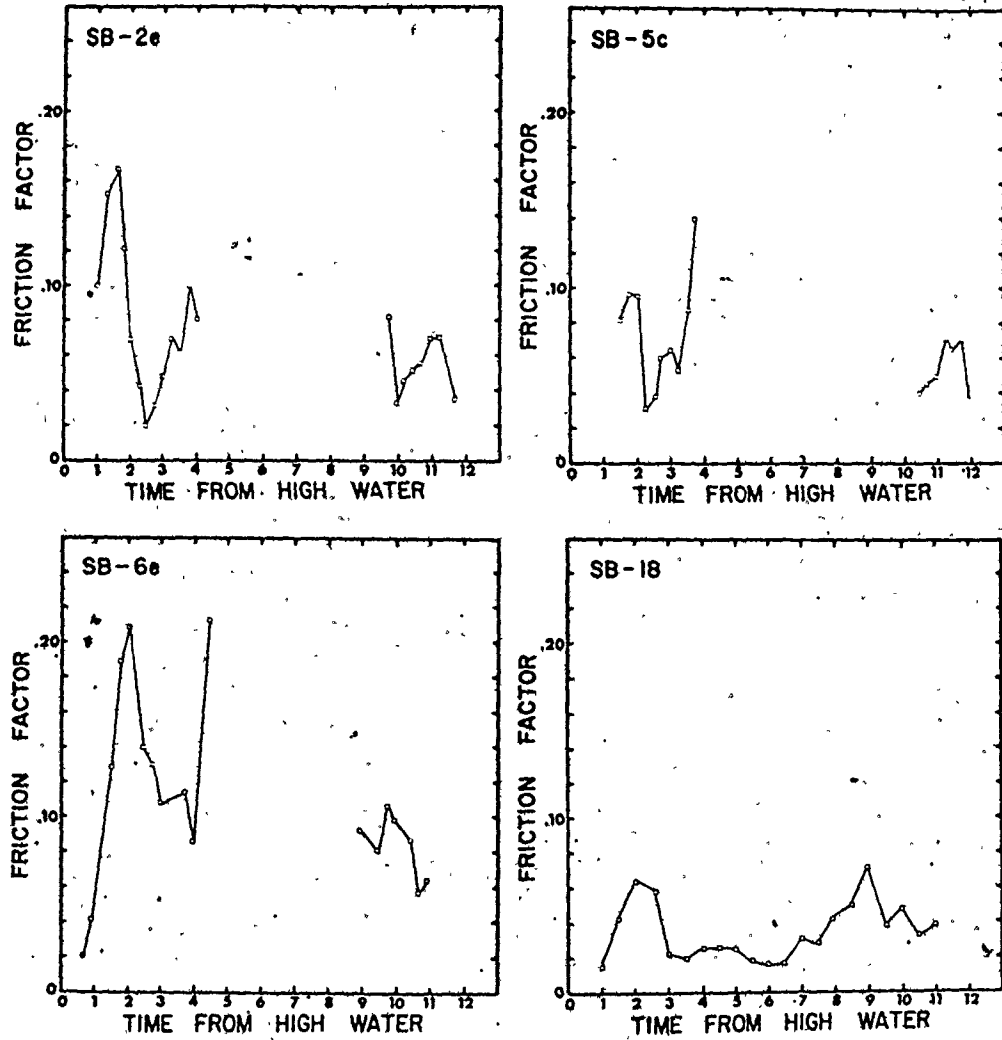 SB-2e
FRICTION FACTOR
.20
.10
0
0 1 2 3 4 5 6 7 8 9 10 11 12
TIME FROM HIGH WATER
SB-5c
FRICTION FACTOR
.20
.10
0
0 1 2 3 4 5 6 7 8 9 10 11 12
TIME FROM HIGH WATER
SB-6e
FRICTION FACTOR
.20
.10
0
0 1 2 3 4 5 6 7 8 9 10 11 12
TIME FROM HIGH WATER
SB-18
FRICTION FACTOR
.20
.10
0
0 1 2 3 4 5 6 7 8 9 10 11 12
TIME FROM HIGH WATER